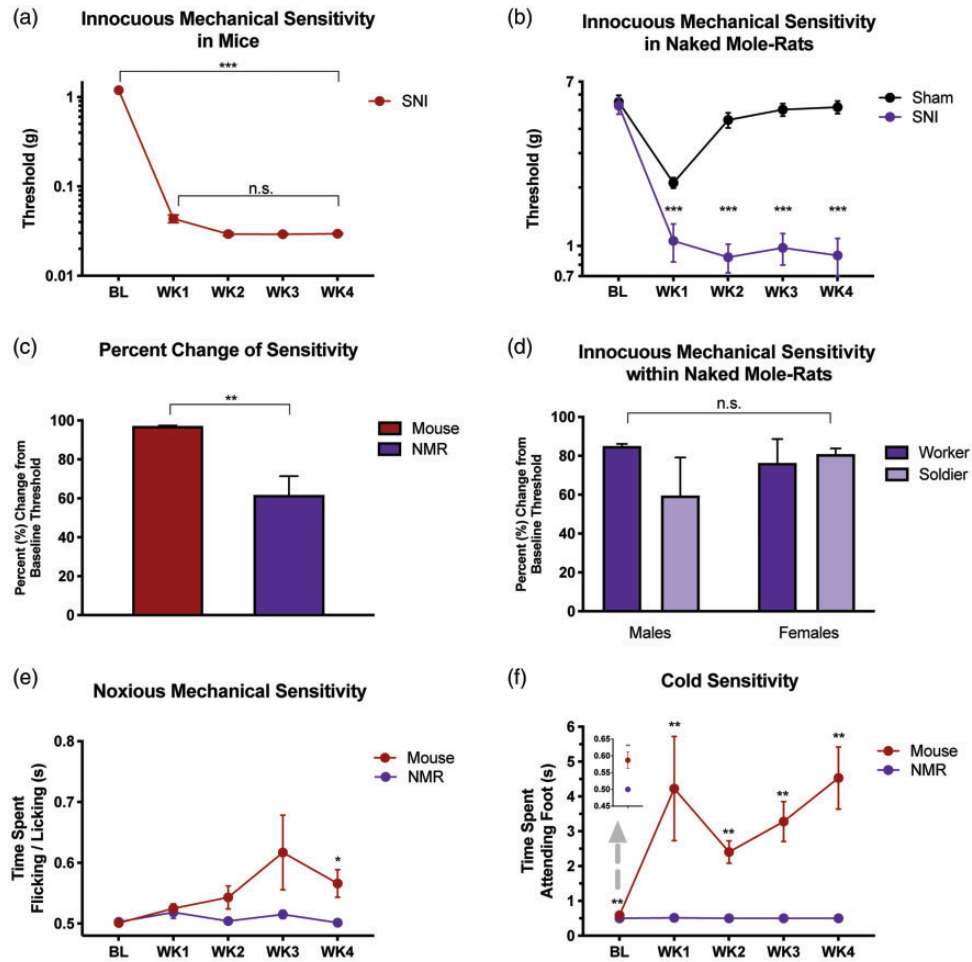 (a)
Innocuous Mechanical Sensitivity
in Mice
***
SNI
n.s.
Threshold (g)
1
0.1
0.01
BL WK1 WK2 WK3 WK4
(b)
Innocuous Mechanical Sensitivity
in Naked Mole-Rats
Sham
SNI
*** *** *** ***
Threshold (g)
7
2
1
0.7
BL WK1 WK2 WK3 WK4
(c)
Percent Change of Sensitivity
**
Mouse
NMR
Percent (%) Change from
Baseline Threshold
100
80
60
40
20
0
(d)
Innocuous Mechanical Sensitivity
within Naked Mole-Rats
n.s.
Worker
Soldier
Percent (%) Change from
Baseline Threshold
100
80
60
40
20
0
Males Females
(e)
Noxious Mechanical Sensitivity
Mouse
NMR
*
Time Spent
Flicking / Licking (s)
0.8
0.7
0.6
0.5
BL WK1 WK2 WK3 WK4
(f)
Cold Sensitivity
Mouse
NMR
** ** ** ** **
Time Spent
Attending Foot (s)
6
5
4
3
2
1
0
0.65
0.60
0.55
0.50
0.45
**
BL WK1 WK2 WK3 WK4